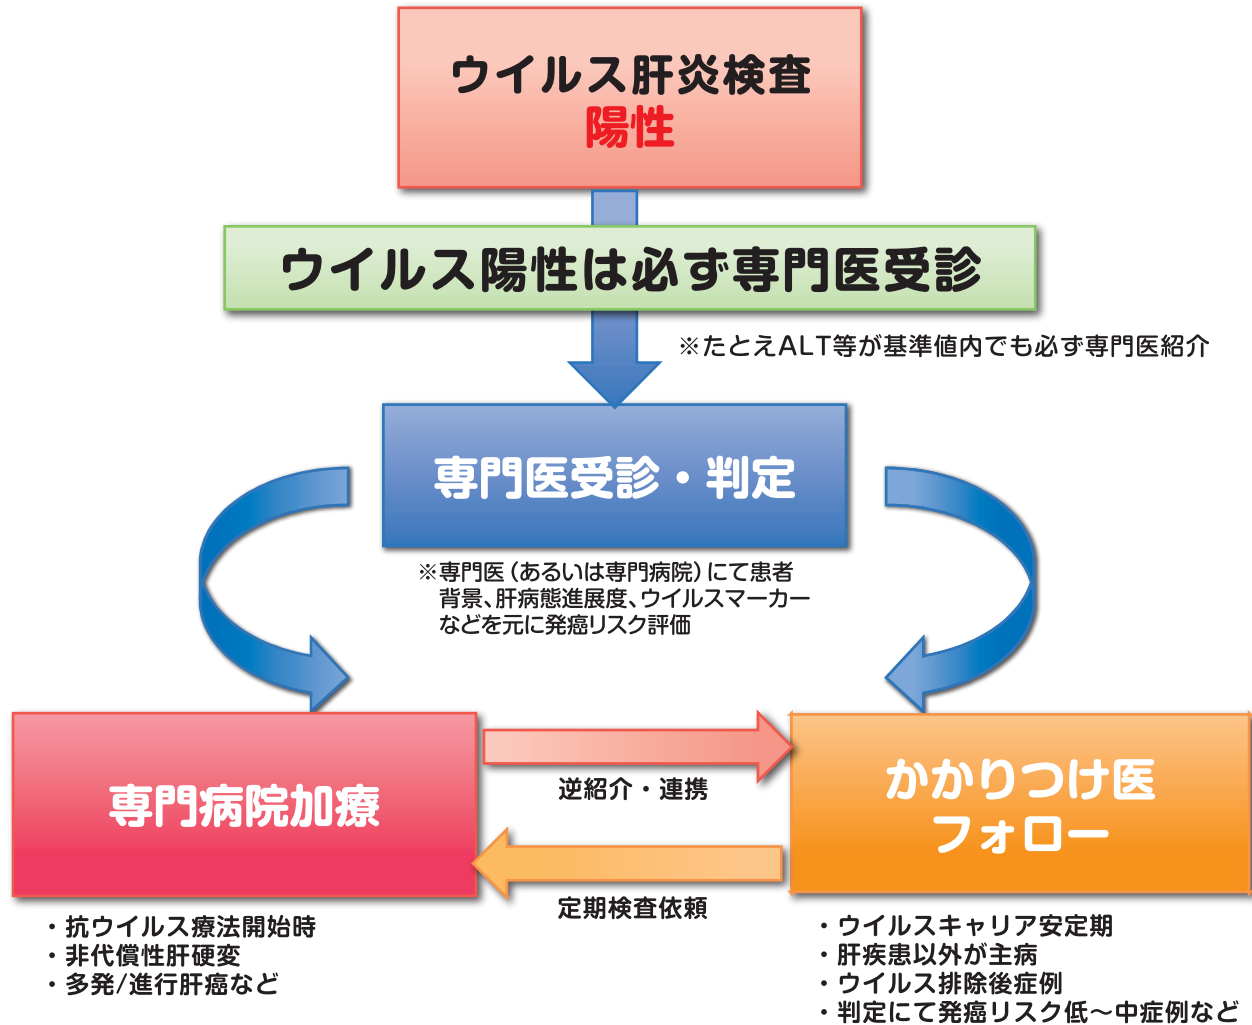 ウイルス肝炎検査
陽性
ウイルス陽性は必ず専門医受診
※たとえALT等が基準値内でも必ず専門医紹介
専門医受診・判定
※専門医（あるいは専門病院）にて患者
背景、肝病態進展度、ウイルスマーカー
などを元に発癌リスク評価
専門病院加療
逆紹介・連携
かかりつけ医
フォロー
定期検査依頼
・抗ウイルス療法開始時
・非代償性肝硬変
・多発/進行肝癌など
・ウイルスキャリア安定期
・肝疾患以外が主病
・ウイルス排除後症例
・判定にて発癌リスク低～中症例など